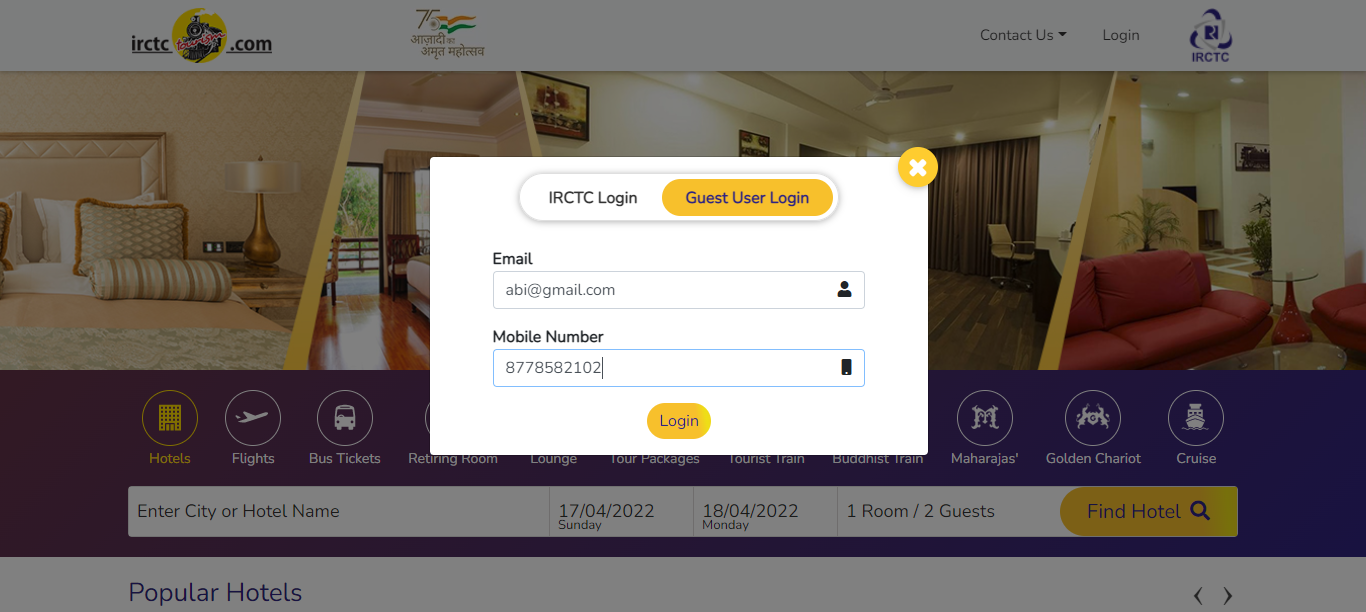 irctc tourism .com
75
आज़ादी का
अमृत महोत्सव
Contact Us
Login
IRCTC
IRCTC Login
Guest User Login
Email
abi@gmail.com
Mobile Number
8778582102
Login
Hotels
Flights
Bus Tickets
Retiring Room
Lounge
Tour Packages
Tourist Train
Buddhist Train
Maharajas'
Golden Chariot
Cruise
Enter City or Hotel Name
17/04/2022
Sunday
18/04/2022
Monday
1 Room / 2 Guests
Find Hotel
Popular Hotels